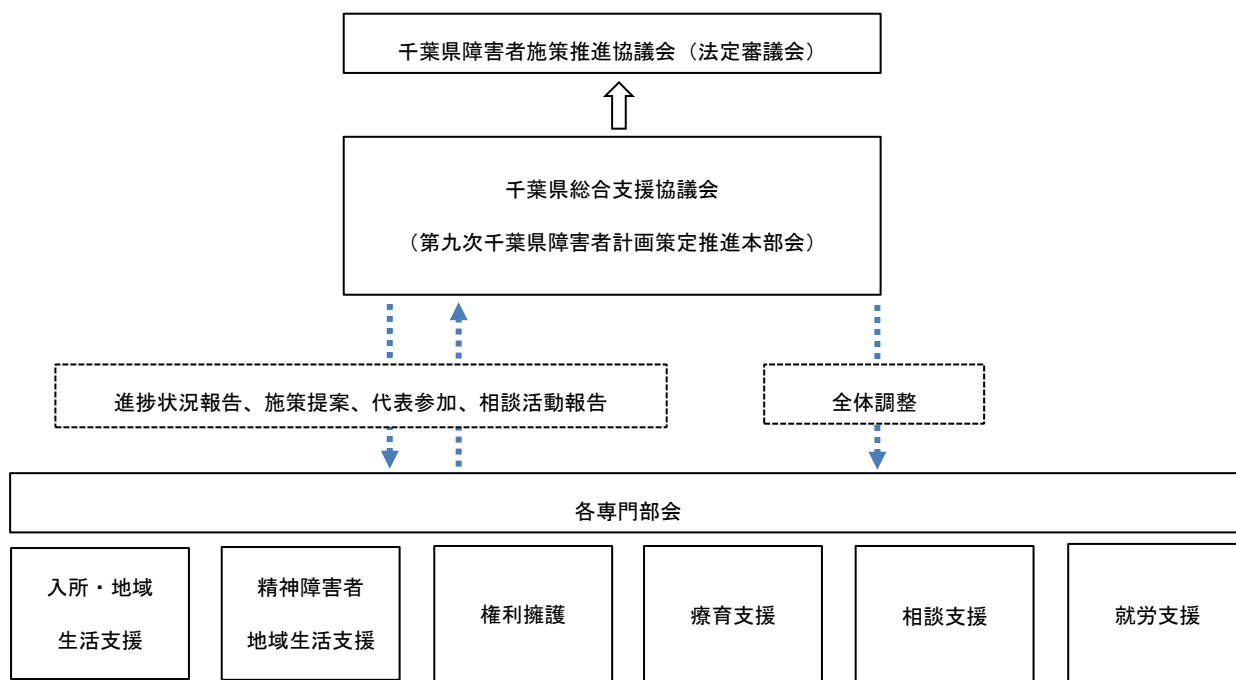 千葉県障害者施策推進協議会（法定審議会）
千葉県総合支援協議会
（第九次千葉県障害者計画策定推進本部会）
進捗状況報告、施策提案、代表参加、相談活動報告
全体調整
各専門部会
入所・地域
生活支援
精神障害者
地域生活支援
権利擁護
療育支援
相談支援
就労支援